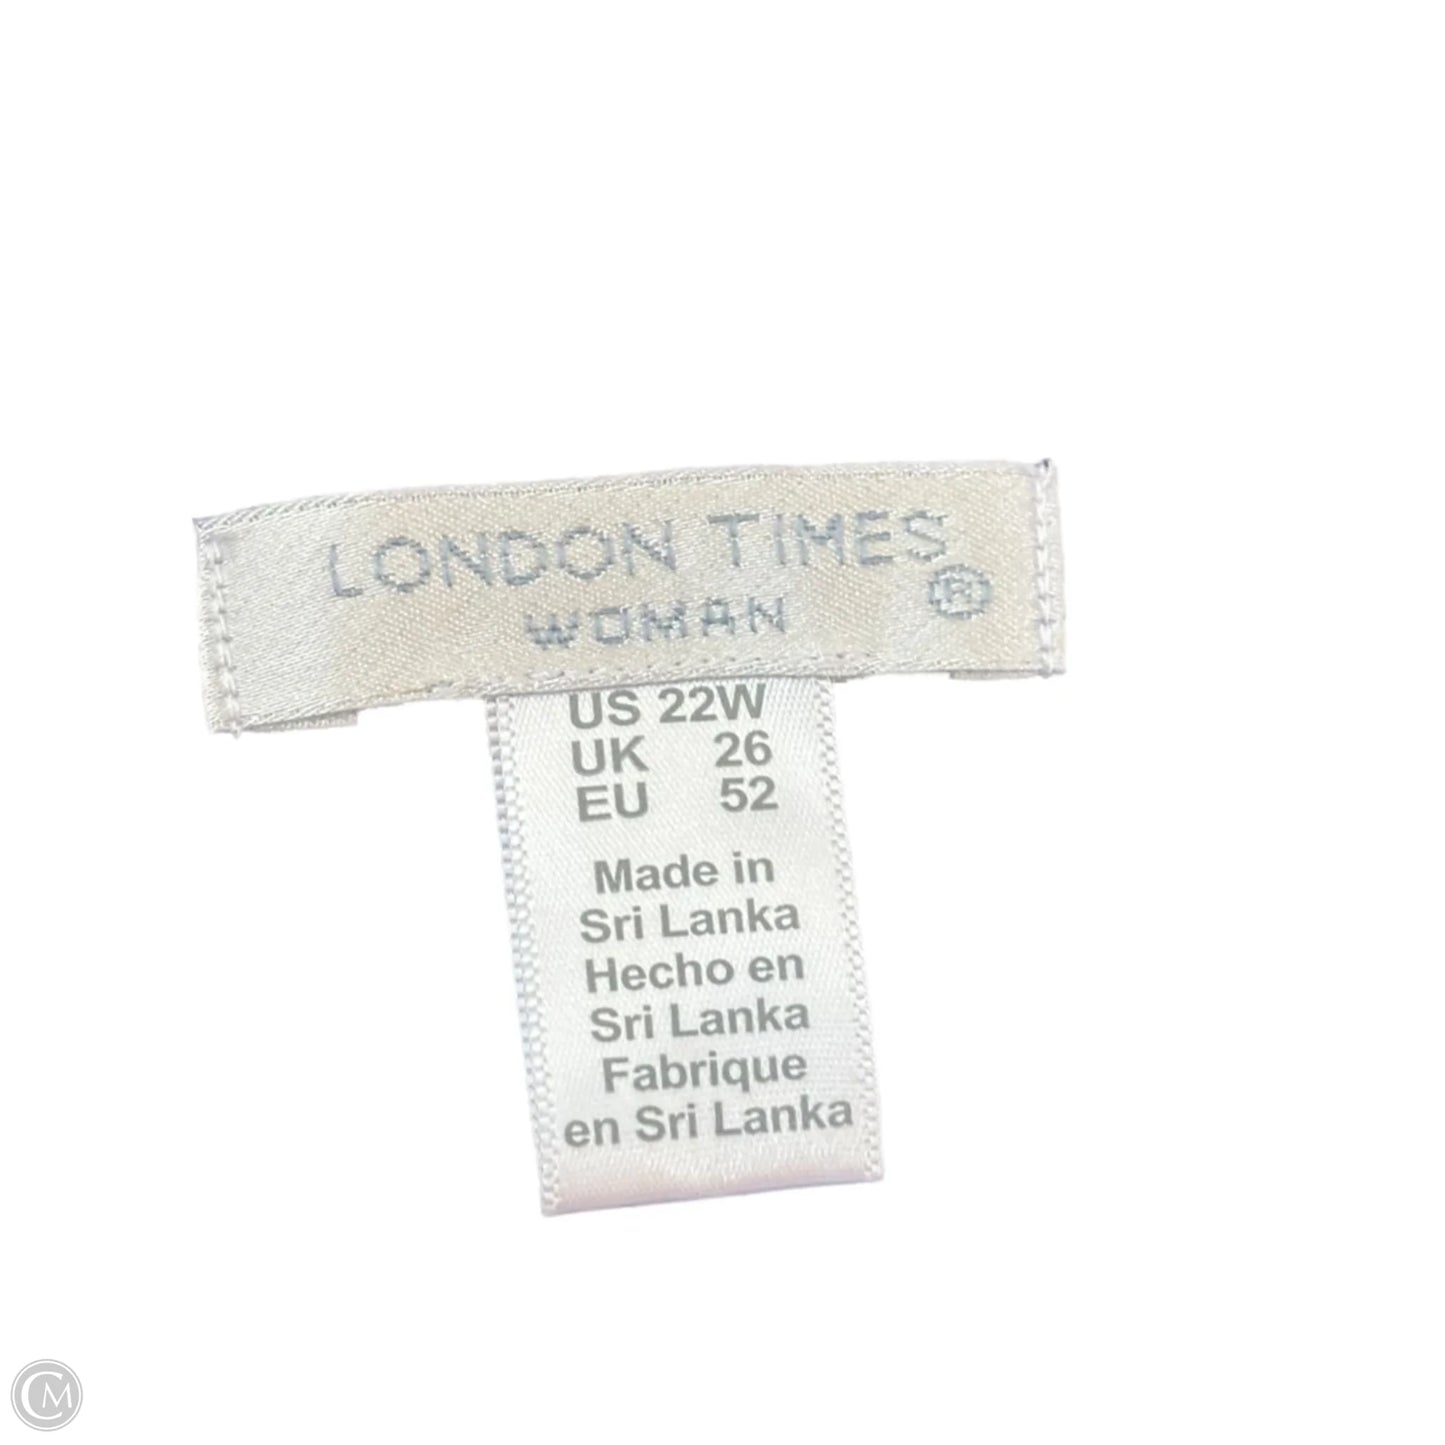 LONDON TIMES
®
WOMAN
US 22W
UK 26
EU 52
Made in
Sri Lanka
Hecho en
Sri Lanka
Fabrique
en Sri Lanka
CM